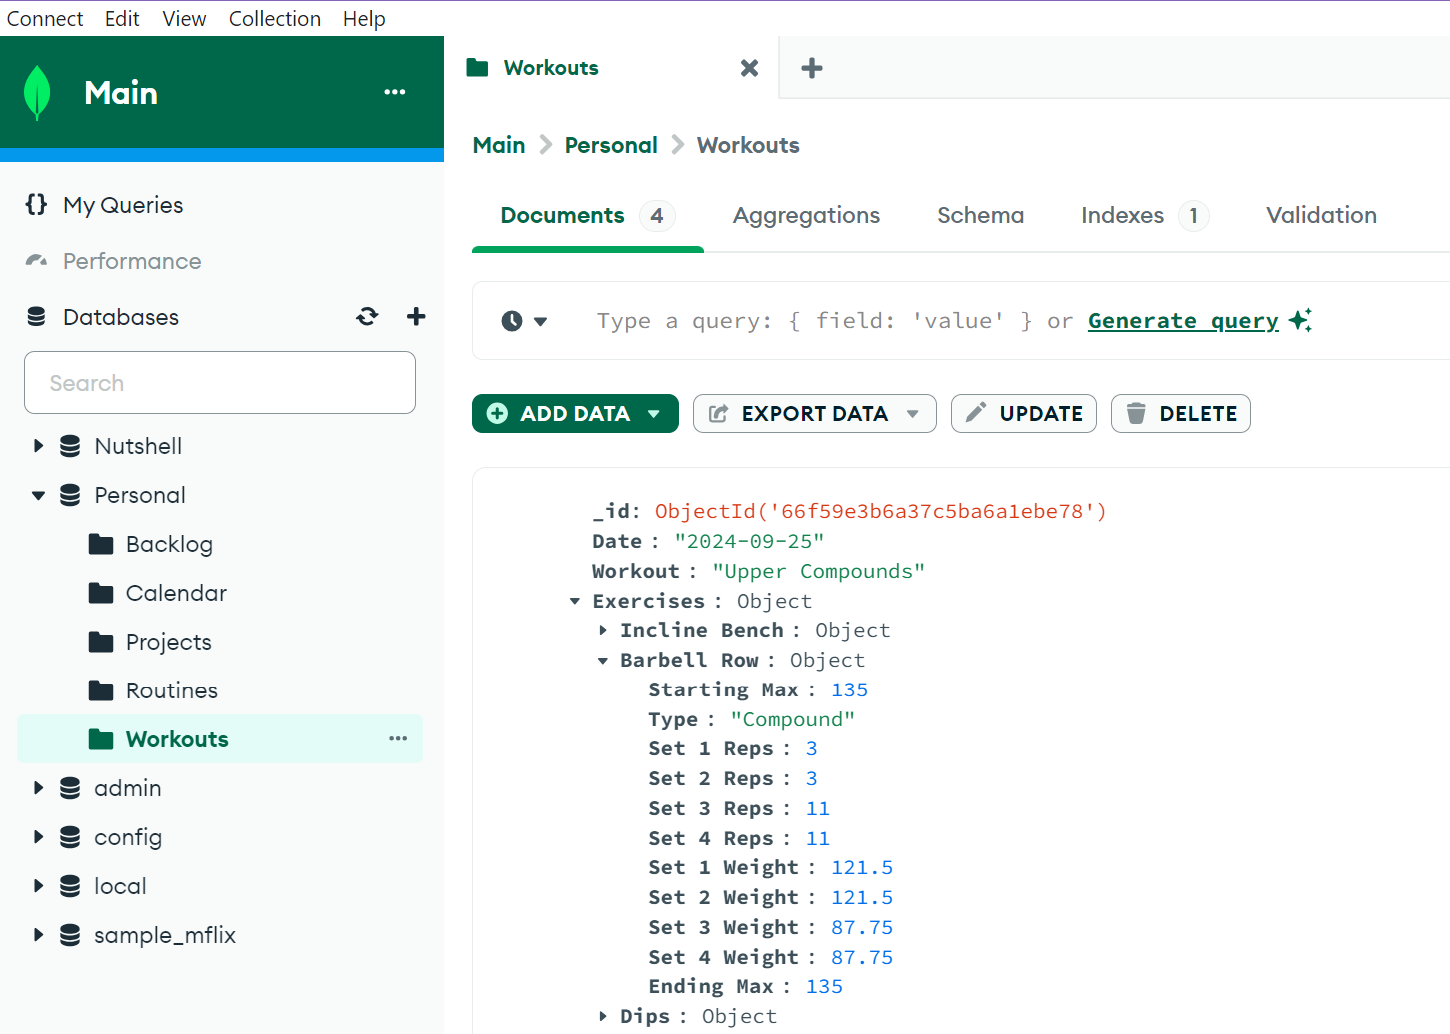 Connect Edit View Collection Help
Main
Workouts
My Queries
Performance
Databases
Search
Nutshell
Personal
Backlog
Calendar
Projects
Routines
Workouts
admin
config
local
sample_mflix
Main Personal Workouts
Documents 4 Aggregations Schema Indexes 1 Validation
Type a query: { field: 'value' } or Generate query
ADD DATA EXPORT DATA UPDATE DELETE
_id: ObjectId('66f59e3b6a37c5ba6a1ebe78')
Date : "2024-09-25"
Workout : "Upper Compounds"
Exercises : Object
Incline Bench : Object
Barbell Row : Object
Starting Max : 135
Type : "Compound"
Set 1 Reps : 3
Set 2 Reps : 3
Set 3 Reps : 11
Set 4 Reps : 11
Set 1 Weight : 121.5
Set 2 Weight : 121.5
Set 3 Weight : 87.75
Set 4 Weight : 87.75
Ending Max : 135
Dips : Object